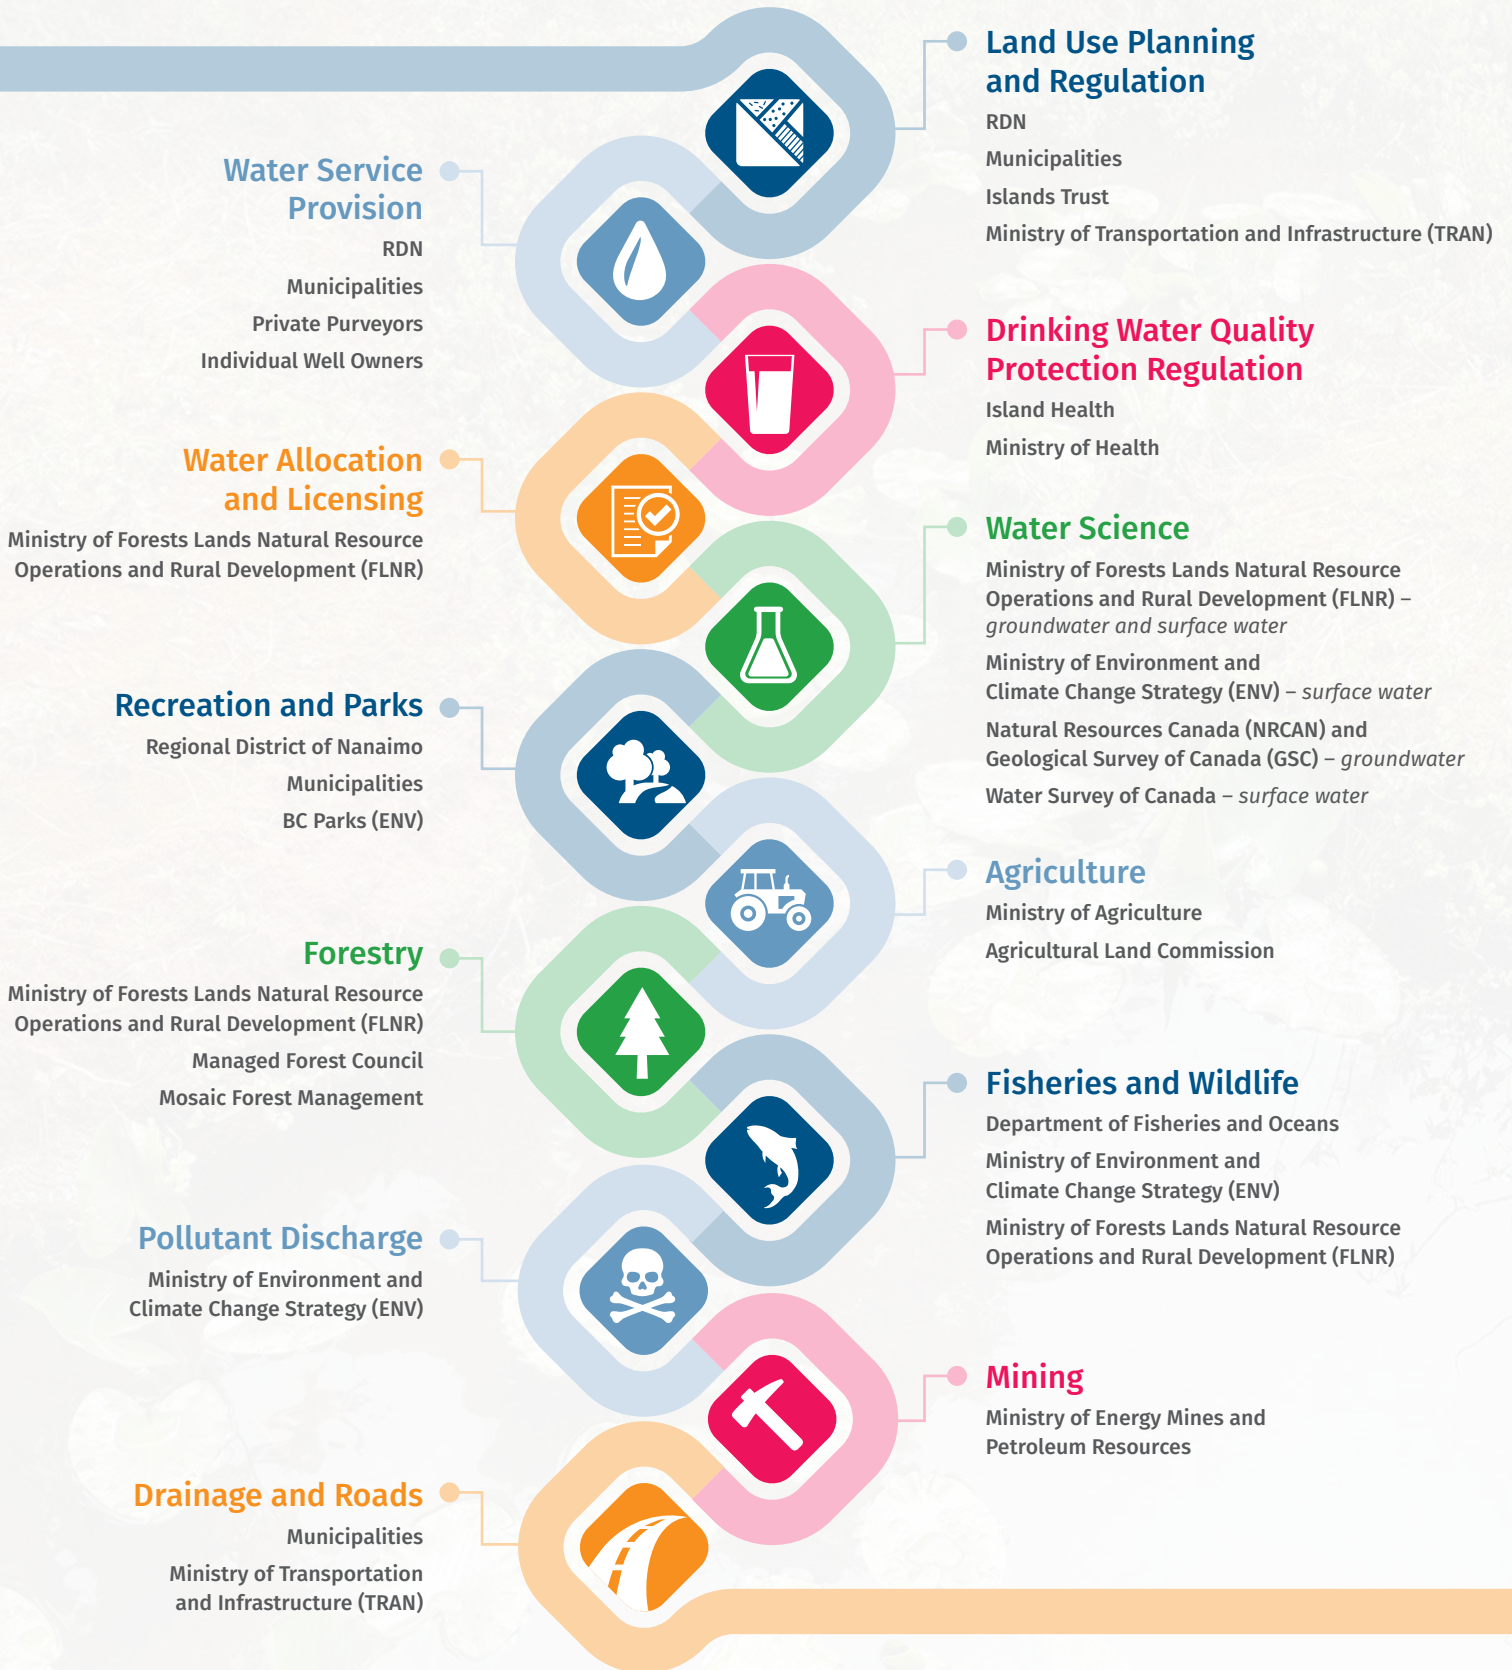 Land Use Planning
and Regulation
RDN
Municipalities
Islands Trust
Ministry of Transportation and Infrastructure (TRAN)
Water Service
Provision
RDN
Municipalities
Private Purveyors
Individual Well Owners
Drinking Water Quality
Protection Regulation
Island Health
Ministry of Health
Water Allocation
and Licensing
Ministry of Forests Lands Natural Resource
Operations and Rural Development (FLNR)
Water Science
Ministry of Forests Lands Natural Resource
Operations and Rural Development (FLNR) –
groundwater and surface water
Ministry of Environment and
Climate Change Strategy (ENV) – surface water
Natural Resources Canada (NRCAN) and
Geological Survey of Canada (GSC) – groundwater
Water Survey of Canada – surface water
Recreation and Parks
Regional District of Nanaimo
Municipalities
BC Parks (ENV)
Agriculture
Ministry of Agriculture
Agricultural Land Commission
Forestry
Ministry of Forests Lands Natural Resource
Operations and Rural Development (FLNR)
Managed Forest Council
Mosaic Forest Management
Fisheries and Wildlife
Department of Fisheries and Oceans
Ministry of Environment and
Climate Change Strategy (ENV)
Ministry of Forests Lands Natural Resource
Operations and Rural Development (FLNR)
Pollutant Discharge
Ministry of Environment and
Climate Change Strategy (ENV)
Mining
Ministry of Energy Mines and
Petroleum Resources
Drainage and Roads
Municipalities
Ministry of Transportation
and Infrastructure (TRAN)